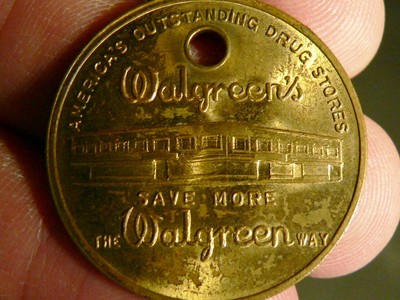 AMERICA'S OUTSTANDING DRUG STORES
Walgreen's
SAVE MORE
THE Walgreen WAY